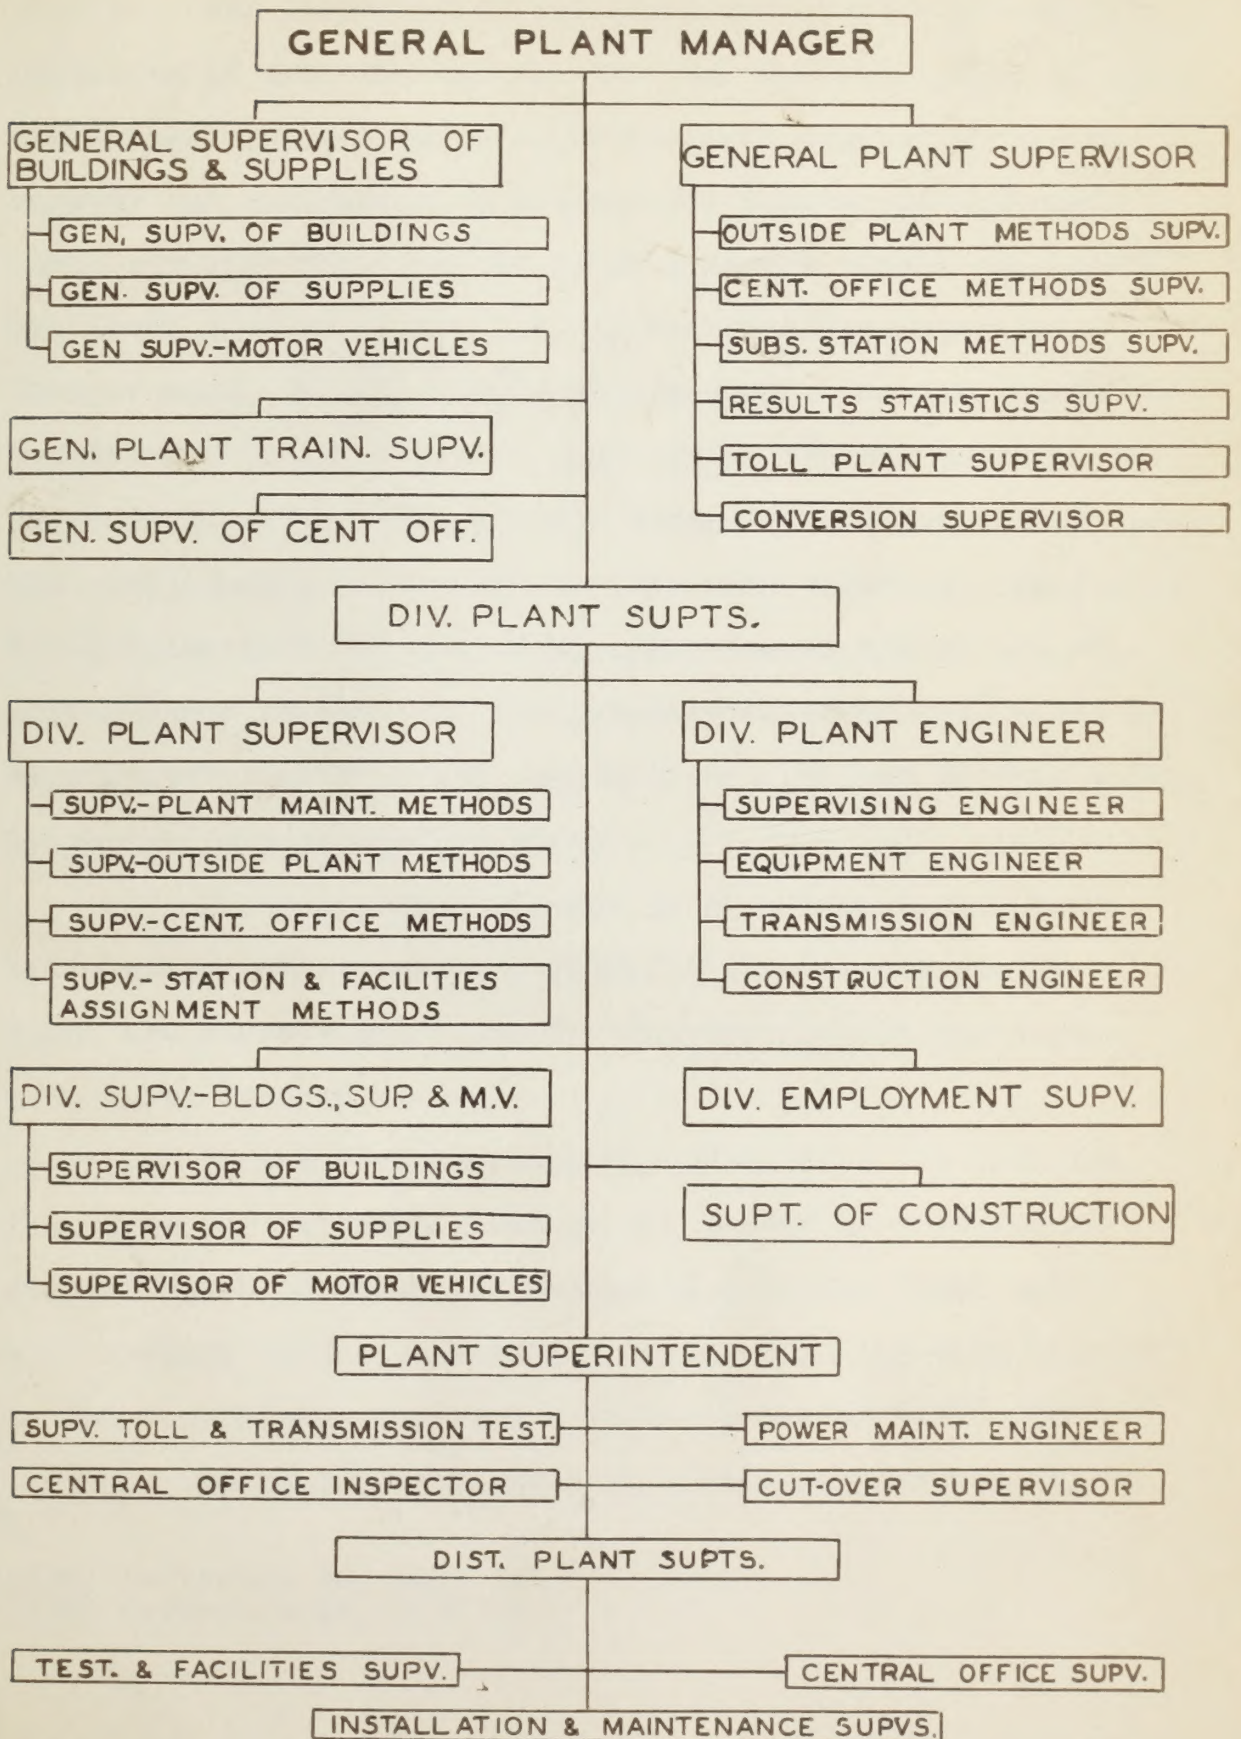 GENERAL PLANT MANAGER
GENERAL SUPERVISOR OF
BUILDINGS & SUPPLIES
GEN. SUPV. OF BUILDINGS
GEN. SUPV. OF SUPPLIES
GEN SUPV.-MOTOR VEHICLES
GENERAL PLANT SUPERVISOR
OUTSIDE PLANT METHODS SUPV.
CENT. OFFICE METHODS SUPV.
SUBS. STATION METHODS SUPV.
RESULTS STATISTICS SUPV.
TOLL PLANT SUPERVISOR
CONVERSION SUPERVISOR
GEN. PLANT TRAIN. SUPV.
GEN. SUPV. OF CENT OFF.
DIV. PLANT SUPTS.
DIV. PLANT SUPERVISOR
SUPV.-PLANT MAINT. METHODS
SUPV.-OUTSIDE PLANT METHODS
SUPV.-CENT. OFFICE METHODS
SUPV.- STATION & FACILITIES
ASSIGNMENT METHODS
DIV. PLANT ENGINEER
SUPERVISING ENGINEER
EQUIPMENT ENGINEER
TRANSMISSION ENGINEER
CONSTRUCTION ENGINEER
DIV. SUPV.-BLDGS., SUP. & M.V.
SUPERVISOR OF BUILDINGS
SUPERVISOR OF SUPPLIES
SUPERVISOR OF MOTOR VEHICLES
DIV. EMPLOYMENT SUPV.
SUPT. OF CONSTRUCTION
PLANT SUPERINTENDENT
SUPV. TOLL & TRANSMISSION TEST.
POWER MAINT. ENGINEER
CENTRAL OFFICE INSPECTOR
CUT-OVER SUPERVISOR
DIST. PLANT SUPTS.
TEST. & FACILITIES SUPV.
CENTRAL OFFICE SUPV.
INSTALLATION & MAINTENANCE SUPVS.